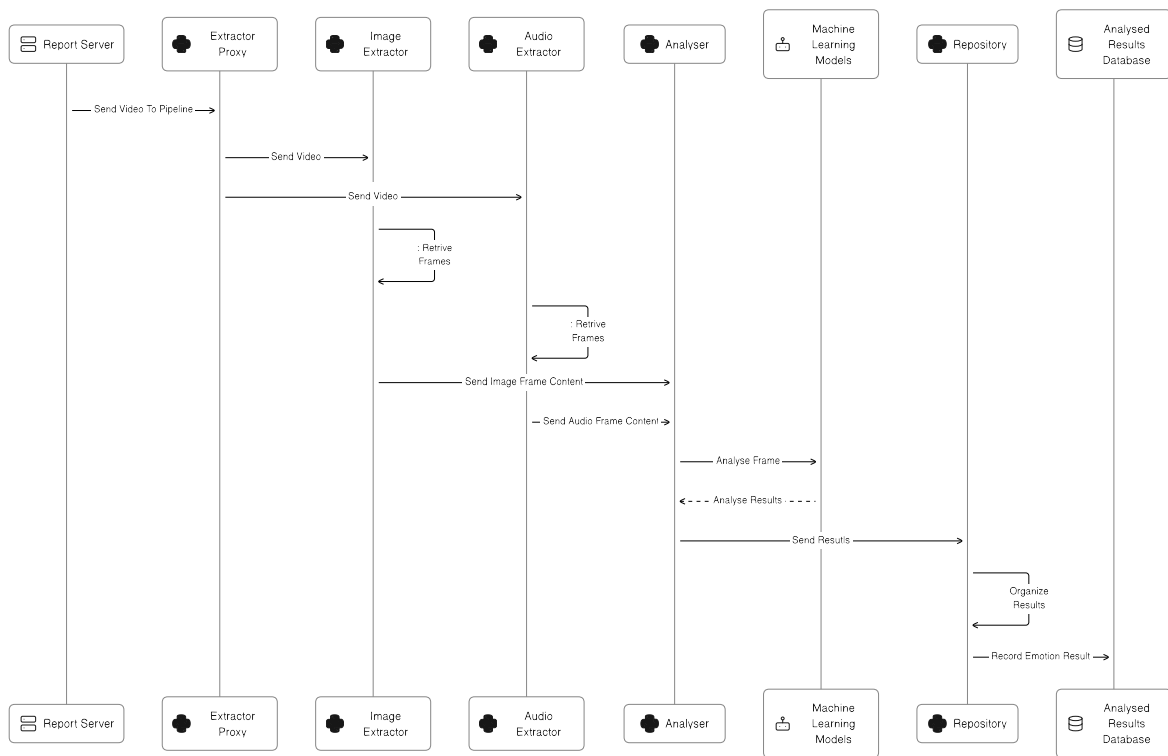 Report Server
Extractor
Proxy
Image
Extractor
Audio
Extractor
Analyser
Machine
Learning
Models
Repository
Analysed
Results
Database
Send Video To Pipeline
Send Video
Send Video
: Retrive
Frames
: Retrive
Frames
Send Image Frame Content
Send Audio Frame Content
Analyse Frame
Analyse Results
Send Resutls
Organize
Results
Record Emotion Result
Report Server
Extractor
Proxy
Image
Extractor
Audio
Extractor
Analyser
Machine
Learning
Models
Repository
Analysed
Results
Database